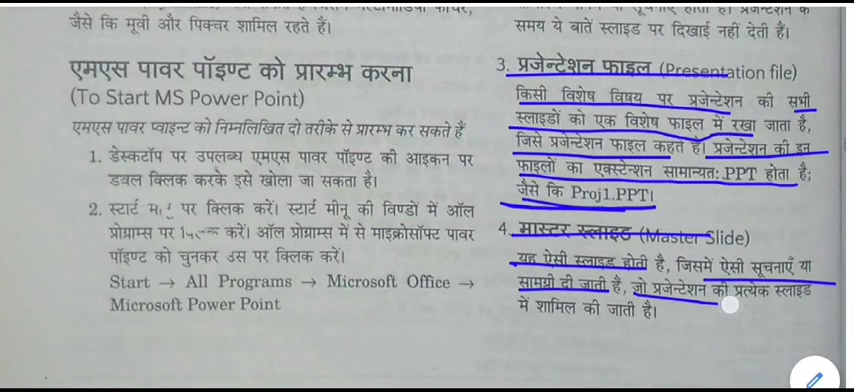 जैसे कि मूवी और पिक्चर शामिल रहते हैं।
एमएस पावर पॉइण्ट को प्रारम्भ करना
(To Start MS Power Point)
एमएस पावर प्वाइन्ट को निम्नलिखित दो तरीके से प्रारम्भ कर सकते हैं
1. डेस्कटॉप पर उपलब्ध एमएस पावर पॉइण्ट की आइकन पर
डबल क्लिक करके इसे खोला जा सकता है।
2. स्टार्ट पर क्लिक करें। स्टार्ट मीनू की विण्डों में ऑल
प्रोग्राम्स पर करें। ऑल प्रोग्राम्स में से माइक्रोसॉफ्ट पावर
पॉइण्ट को चुनकर उस पर क्लिक करें।
Start → All Programs → Microsoft Office →
Microsoft Power Point
समय ये बातें स्लाइड पर दिखाई नहीं देती हैं।
3. प्रजेन्टेशन फाइल (Presentation file)
किसी विशेष विषय पर प्रजेन्टेशन की सभी
स्लाइडों को एक विशेष फाइल में रखा जाता है,
जिसे प्रजेन्टेशन फाइल कहते हैं। प्रजेन्टेशन की इन
फाइलों का एक्स्टेन्शन सामान्यत: .PPT होता है;
जैसे कि Proj1.PPT।
4. मास्टर स्लाइड (Master Slide)
यह ऐसी स्लाइड होती है, जिसमें ऐसी सूचनाएँ या
सामग्री दी जाती है, जो प्रजेन्टेशन की प्रत्येक स्लाइड
में शामिल की जाती है।